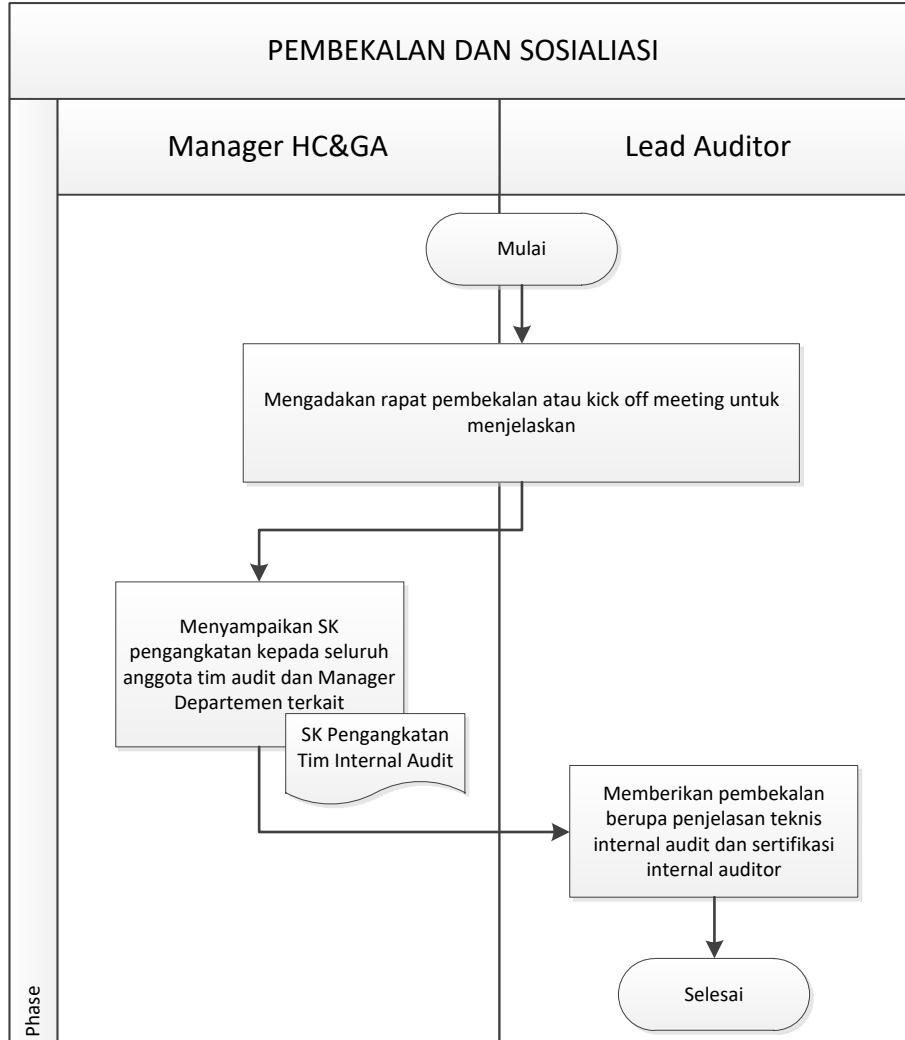 PEMBEKALAN DAN SOSIALIASI
Manager HC&GA
Lead Auditor
Mulai
Mengadakan rapat pembekalan atau kick off meeting untuk
menjelaskan
Menyampaikan SK
pengangkatan kepada seluruh
anggota tim audit dan Manager
Departemen terkait
SK Pengangkatan
Tim Internal Audit
Memberikan pembekalan
berupa penjelasan teknis
internal audit dan sertifikasi
internal auditor
Selesai
Phase